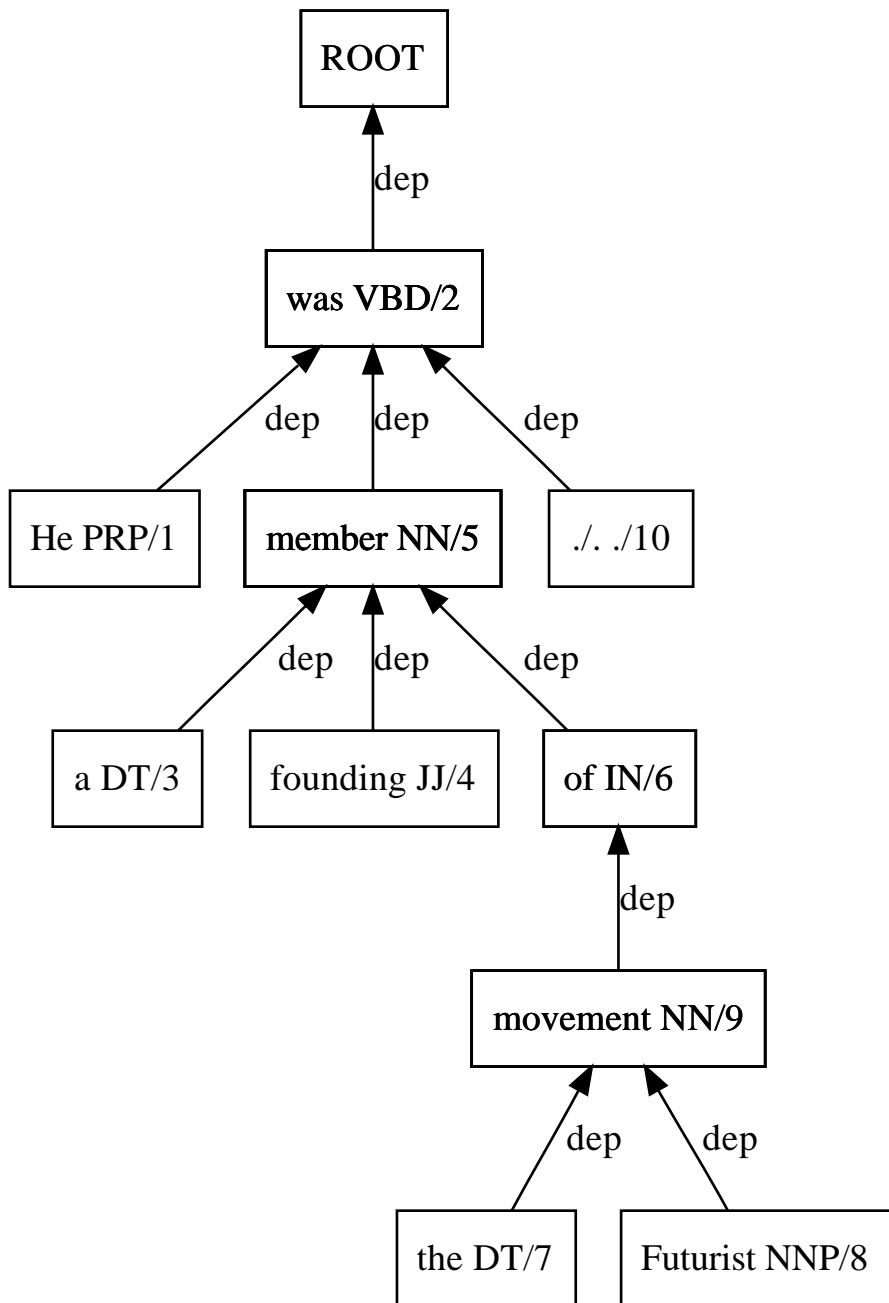 ROOT
dep
was VBD/2
dep dep dep
He PRP/1 member NN/5 ./. ./10
dep dep dep
a DT/3 founding JJ/4 of IN/6
dep
movement NN/9
dep dep
the DT/7 Futurist NNP/8